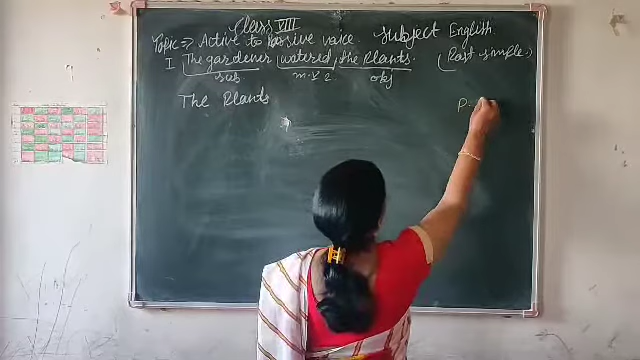 Class VIII
Subject English
Topic => Active to Passive voice.
I The gardener watered the Plants. (Past simple.)
sub m.v 2 obj
The Plants P